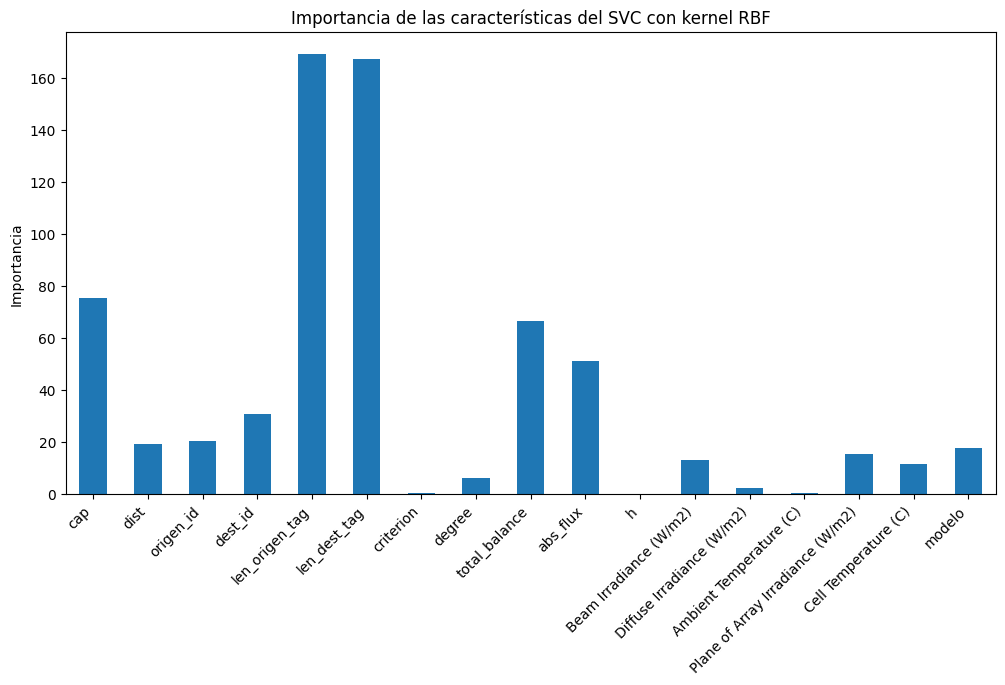 Importancia de las características del SVC con kernel RBF
Importancia
160
140
120
100
80
60
40
20
0
cap
dist
origen_id
dest_id
len_origen_tag
len_dest_tag
criterion
degree
total_balance
abs_flux
h
Beam Irradiance (W/m2)
Diffuse Irradiance (W/m2)
Ambient Temperature (C)
Plane of Array Irradiance (W/m2)
Cell Temperature (C)
modelo